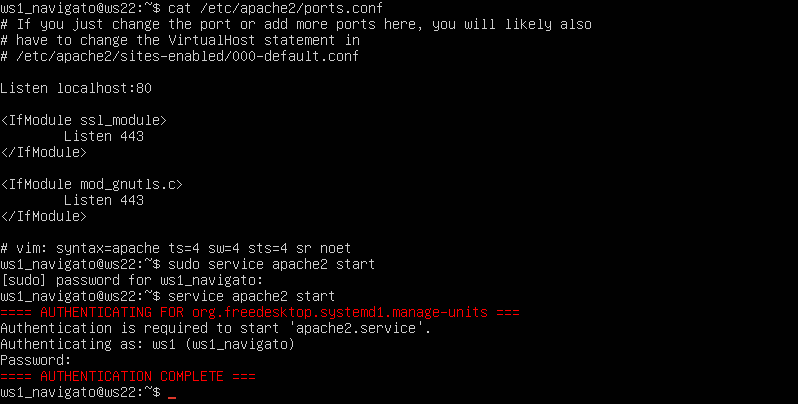 ws1_navigato@ws22:~$ cat /etc/apache2/ports.conf
# If you just change the port or add more ports here, you will likely also
# have to change the VirtualHost statement in
# /etc/apache2/sites-enabled/000-default.conf
Listen localhost:80
<IfModule ssl_module>
        Listen 443
</IfModule>
<IfModule mod_gnutls.c>
        Listen 443
</IfModule>
# vim: syntax=apache ts=4 sw=4 sts=4 sr noet
ws1_navigato@ws22:~$ sudo service apache2 start
[sudo] password for ws1_navigato:
ws1_navigato@ws22:~$ service apache2 start
==== AUTHENTICATING FOR org.freedesktop.systemd1.manage-units ===
Authentication is required to start 'apache2.service'.
Authenticating as: ws1 (ws1_navigato)
Password:
==== AUTHENTICATION COMPLETE ===
ws1_navigato@ws22:~$ _